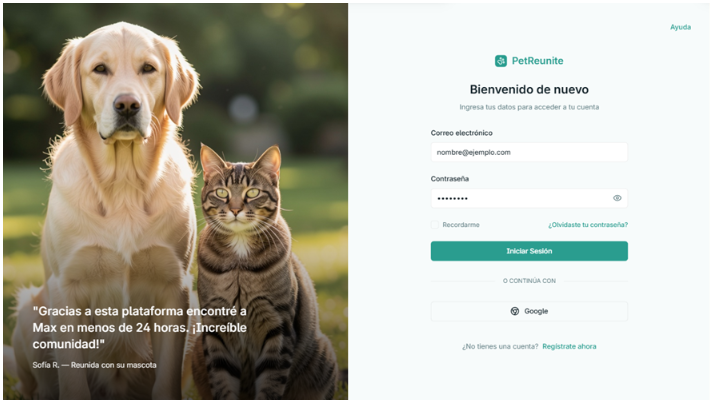 Ayuda
PetReunite
Bienvenido de nuevo
Ingresa tus datos para acceder a tu cuenta
Correo electrónico
nombre@ejemplo.com
Contraseña
••••••••
Recordarme
¿Olvidaste tu contraseña?
Iniciar Sesión
O CONTINÚA CON
Google
¿No tienes una cuenta? Regístrate ahora
"Gracias a esta plataforma encontré a
Max en menos de 24 horas. ¡Increíble
comunidad!"
Sofía R. — Reunida con su mascota